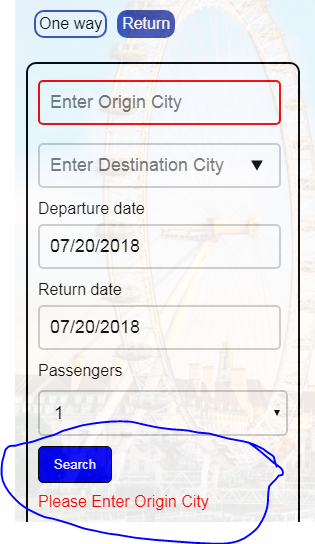 One way Return
Enter Origin City
Enter Destination City
Departure date
07/20/2018
Return date
07/20/2018
Passengers
1
Search
Please Enter Origin City